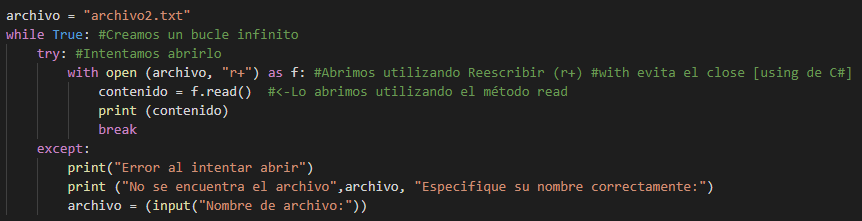 archivo = "archivo2.txt"
while True: #Creamos un bucle infinito
    try: #Intentamos abrirlo
        with open (archivo, "r+") as f: #Abrimos utilizando Reescribir (r+) #with evita el close [using de C#]
            contenido = f.read()  #<-Lo abrimos utilizando el método read
            print (contenido)
            break
    except:
        print("Error al intentar abrir")
        print ("No se encuentra el archivo",archivo, "Especifique su nombre correctamente:")
        archivo = (input("Nombre de archivo:"))